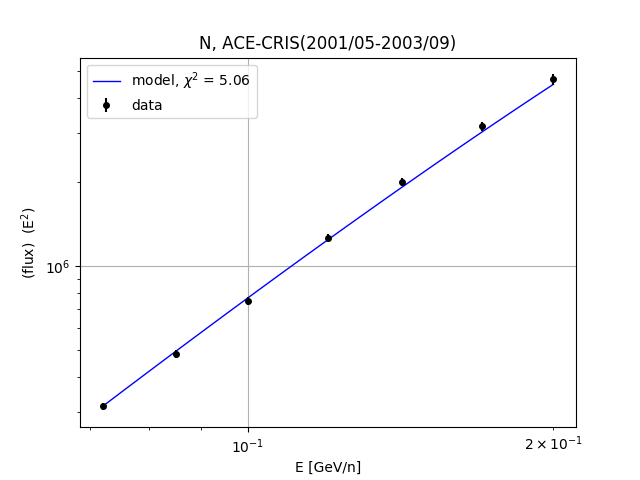 N, ACE-CRIS(2001/05-2003/09)
model, χ² = 5.06
data
(flux) (E²)
10⁶
10⁻¹
2 × 10⁻¹
E [GeV/n]